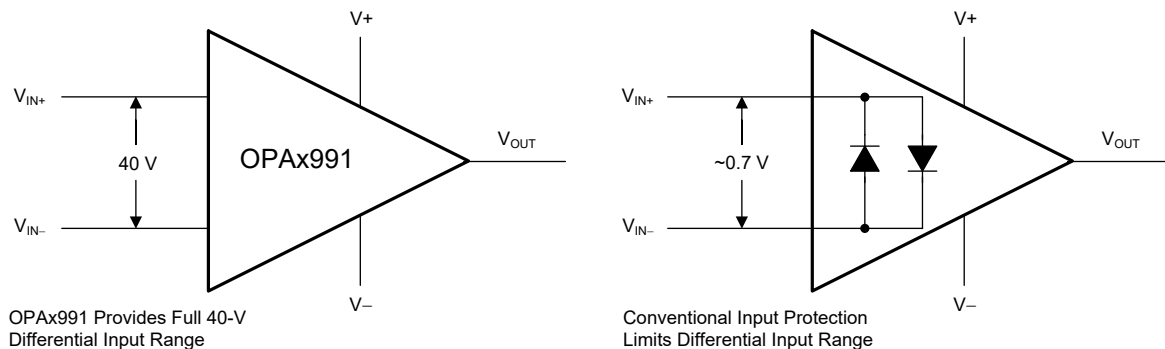 V+
VIN+
40 V
OPAx991
VOUT
VIN−
V−
OPAx991 Provides Full 40-V
Differential Input Range
V+
VIN+
~0.7 V
VOUT
VIN−
V−
Conventional Input Protection
Limits Differential Input Range